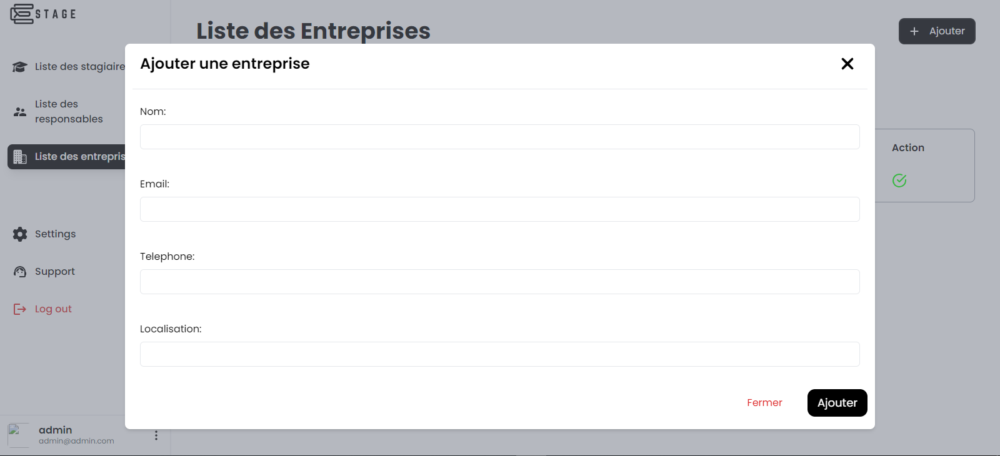 STAGE
Liste des stagiaire
Liste des
responsables
Liste des entrepris
Settings
Support
Log out
admin
admin@admin.com
Liste des Entreprises
Ajouter
Action
Ajouter une entreprise
Nom:
Email:
Telephone:
Localisation:
Fermer
Ajouter